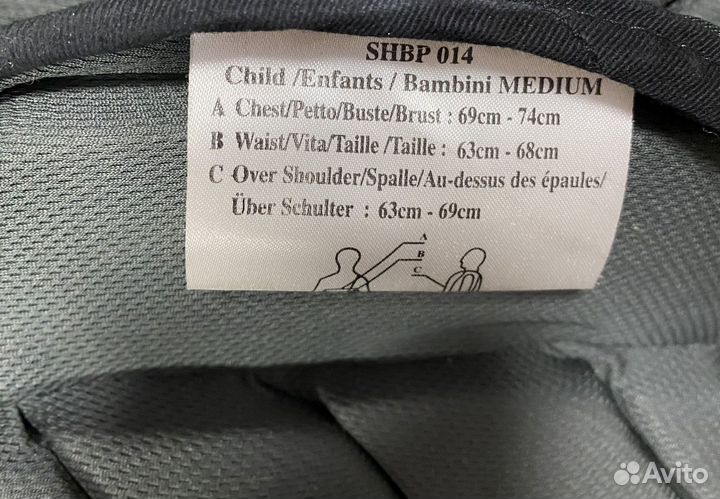 SHBP 014
Child /Enfants / Bambini MEDIUM
A Chest/Petto/Buste/Brust : 69cm - 74cm
B Waist/Vita/Taille /Taille : 63cm - 68cm
C Over Shoulder/Spalle/Au-dessus des épaules/
Über Schulter : 63cm - 69cm
A
B
C
Avito